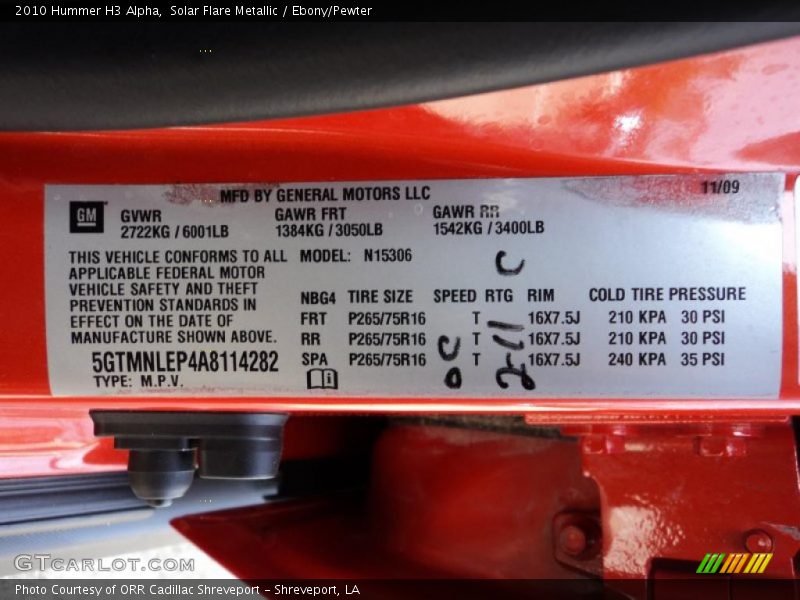 2010 Hummer H3 Alpha,  Solar Flare Metallic / Ebony/Pewter
MFD BY GENERAL MOTORS LLC 11/09
GM GVWR GAWR FRT GAWR RR
2722KG / 6001LB 1384KG / 3050LB 1542KG / 3400LB
THIS VEHICLE CONFORMS TO ALL MODEL: N15306
APPLICABLE FEDERAL MOTOR C
VEHICLE SAFETY AND THEFT
PREVENTION STANDARDS IN
EFFECT ON THE DATE OF
MANUFACTURE SHOWN ABOVE.
NBG4 TIRE SIZE SPEED RTG RIM COLD TIRE PRESSURE
FRT P265/75R16 T 16X7.5J 210 KPA 30 PSI
RR P265/75R16 T 16X7.5J 210 KPA 30 PSI
SPA P265/75R16 T 16X7.5J 240 KPA 35 PSI
5GTMNLEP4A8114282
TYPE: M.P.V.
GTCARLOT.COM
Photo Courtesy of ORR Cadillac Shreveport - Shreveport, LA